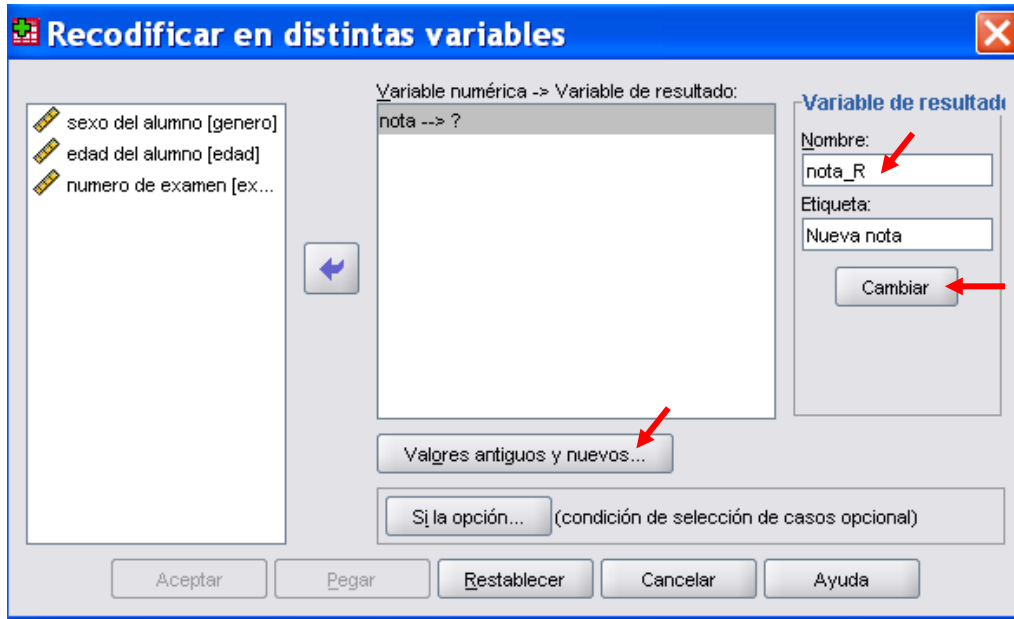 Recodificar en distintas variables
sexo del alumno [genero]
edad del alumno [edad]
numero de examen [ex...
Variable numérica -> Variable de resultado:
nota --> ?
Variable de resultado
Nombre:
nota_R
Etiqueta:
Nueva nota
Cambiar
Valores antiguos y nuevos...
Si la opción... (condición de selección de casos opcional)
Aceptar Pegar Restablecer Cancelar Ayuda